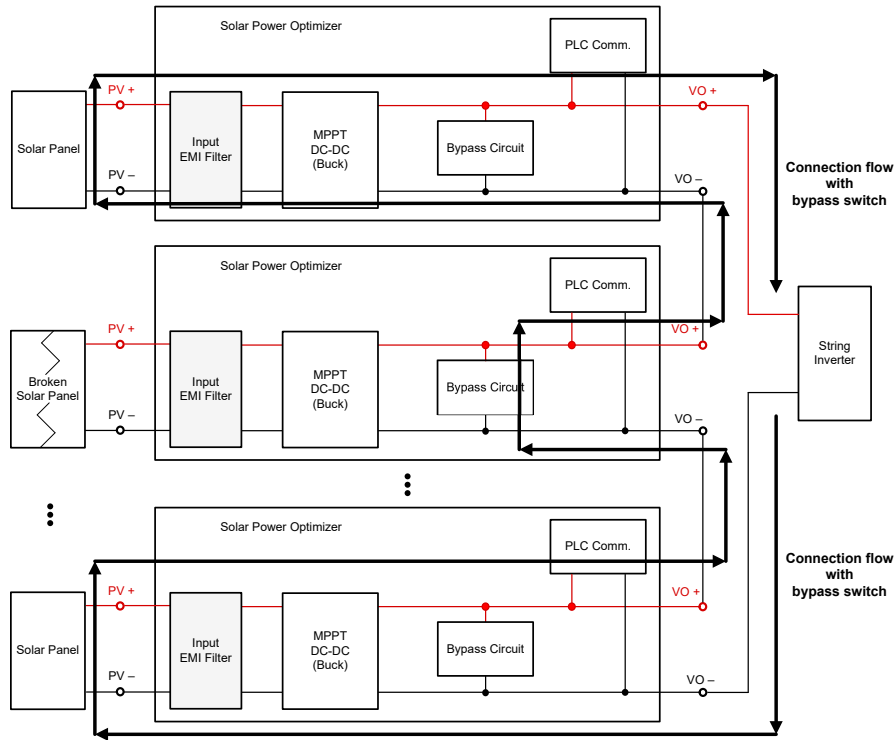 Solar Power Optimizer
PLC Comm.
PV +
VO +
Solar Panel
Input
EMI Filter
MPPT
DC-DC
(Buck)
Bypass Circuit
PV –
VO –
Connection flow
with
bypass switch
Solar Power Optimizer
PLC Comm.
PV +
VO +
Broken
Solar Panel
Input
EMI Filter
MPPT
DC-DC
(Buck)
Bypass Circuit
PV –
VO –
String
Inverter
Solar Power Optimizer
PLC Comm.
PV +
VO +
Solar Panel
Input
EMI Filter
MPPT
DC-DC
(Buck)
Bypass Circuit
PV –
VO –
Connection flow
with
bypass switch